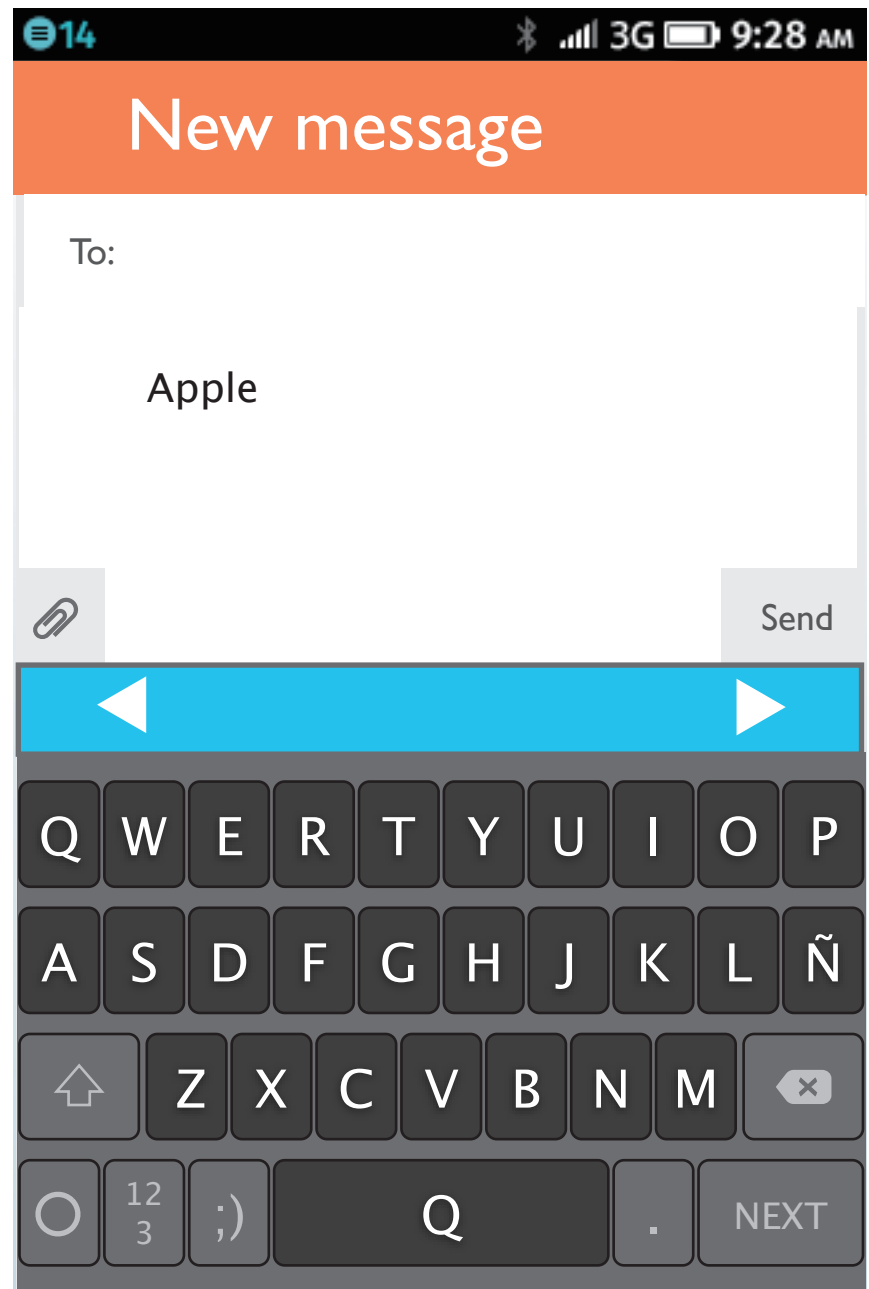 14 3G 9:28 AM
New message
To:
Apple
Send
Q W E R T Y U I O P
A S D F G H J K L Ñ
Z X C V B N M
12
3 ;) Q . NEXT